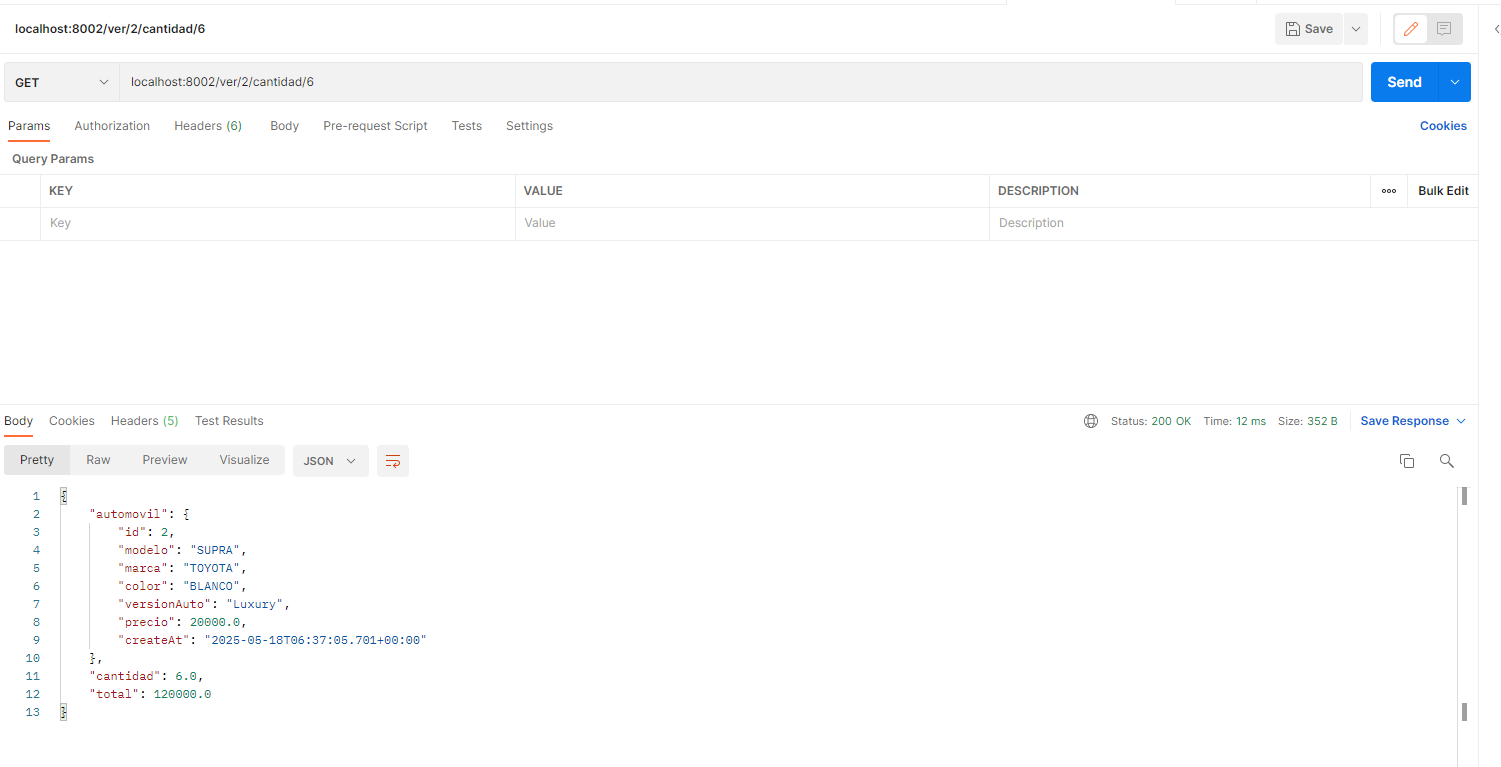 localhost:8002/ver/2/cantidad/6
Save
GET
localhost:8002/ver/2/cantidad/6
Send
Params Authorization Headers (6) Body Pre-request Script Tests Settings Cookies
Query Params
KEY VALUE DESCRIPTION Bulk Edit
Key Value Description
Body Cookies Headers (5) Test Results Status: 200 OK Time: 12 ms Size: 352 B Save Response
Pretty Raw Preview Visualize JSON
1 {
2 "automovil": {
3 "id": 2,
4 "modelo": "SUPRA",
5 "marca": "TOYOTA",
6 "color": "BLANCO",
7 "versionAuto": "Luxury",
8 "precio": 20000.0,
9 "createAt": "2025-05-18T06:37:05.701+00:00"
10 },
11 "cantidad": 6.0,
12 "total": 120000.0
13 }